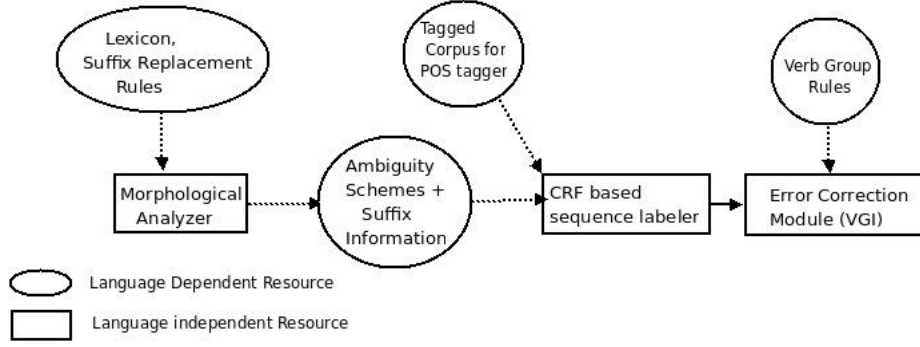 Lexicon,
Suffix Replacement
Rules
Tagged
Corpus for
POS tagger
Verb Group
Rules
Morphological
Analyzer
Ambiguity
Schemes +
Suffix
Information
CRF based
sequence labeler
Error Correction
Module (VGI)
Language Dependent Resource
Language independent Resource